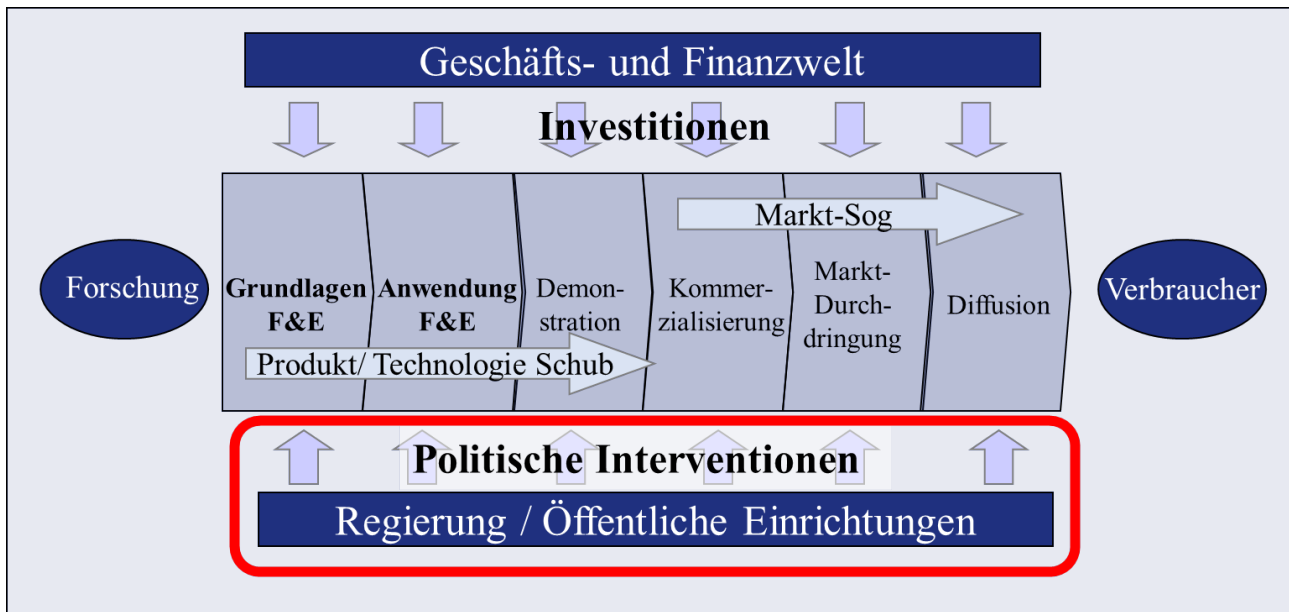 Geschäfts- und Finanzwelt
Investitionen
Markt-Sog
Forschung
Grundlagen
F&E
Anwendung
F&E
Demon-
stration
Kommer-
zialisierung
Markt-
Durch-
dringung
Diffusion
Verbraucher
Produkt/ Technologie Schub
Politische Interventionen
Regierung / Öffentliche Einrichtungen